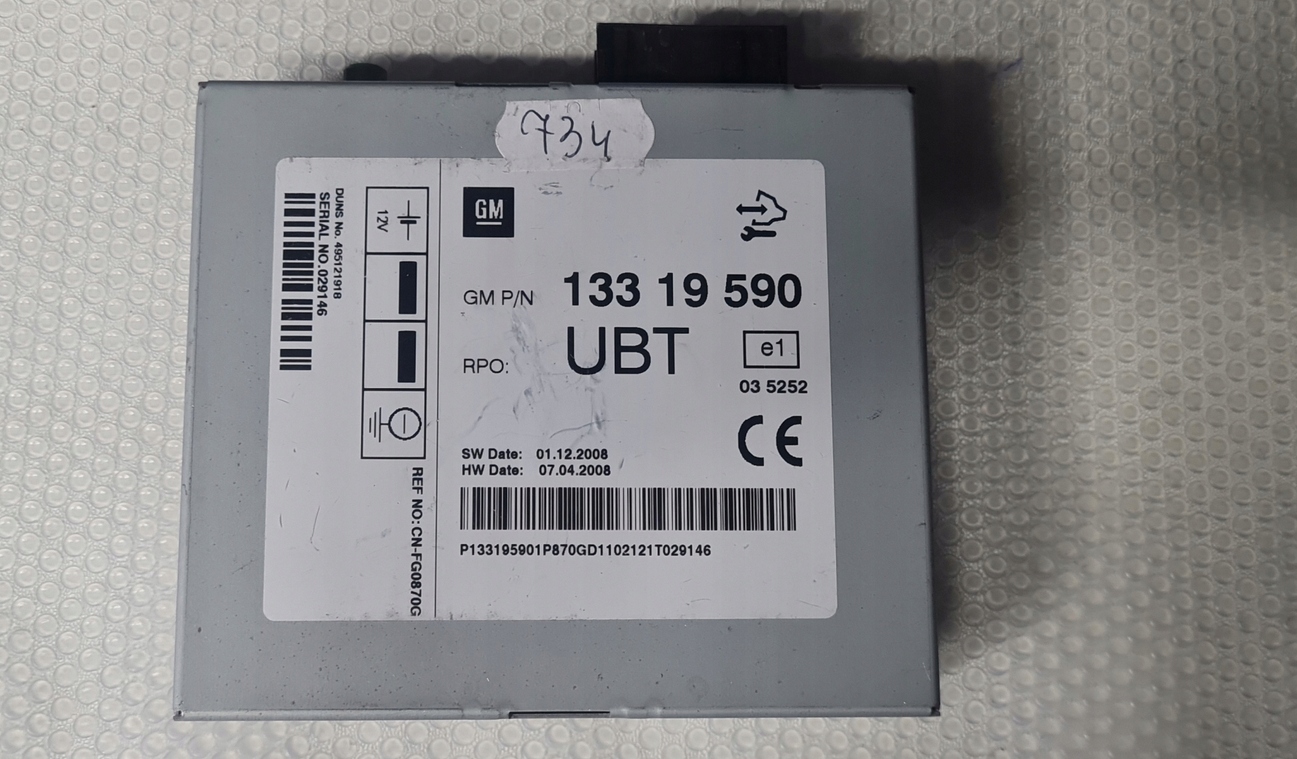 734
GM
GM P/N 133 19 590
RPO: UBT
e1
03 5252
CE
SW Date: 01.12.2008
HW Date: 07.04.2008
P133195901P870GD1102121T029146
12V
DUNS No. 495121918
SERIAL NO.029146
REF NO: CN-FG0870G